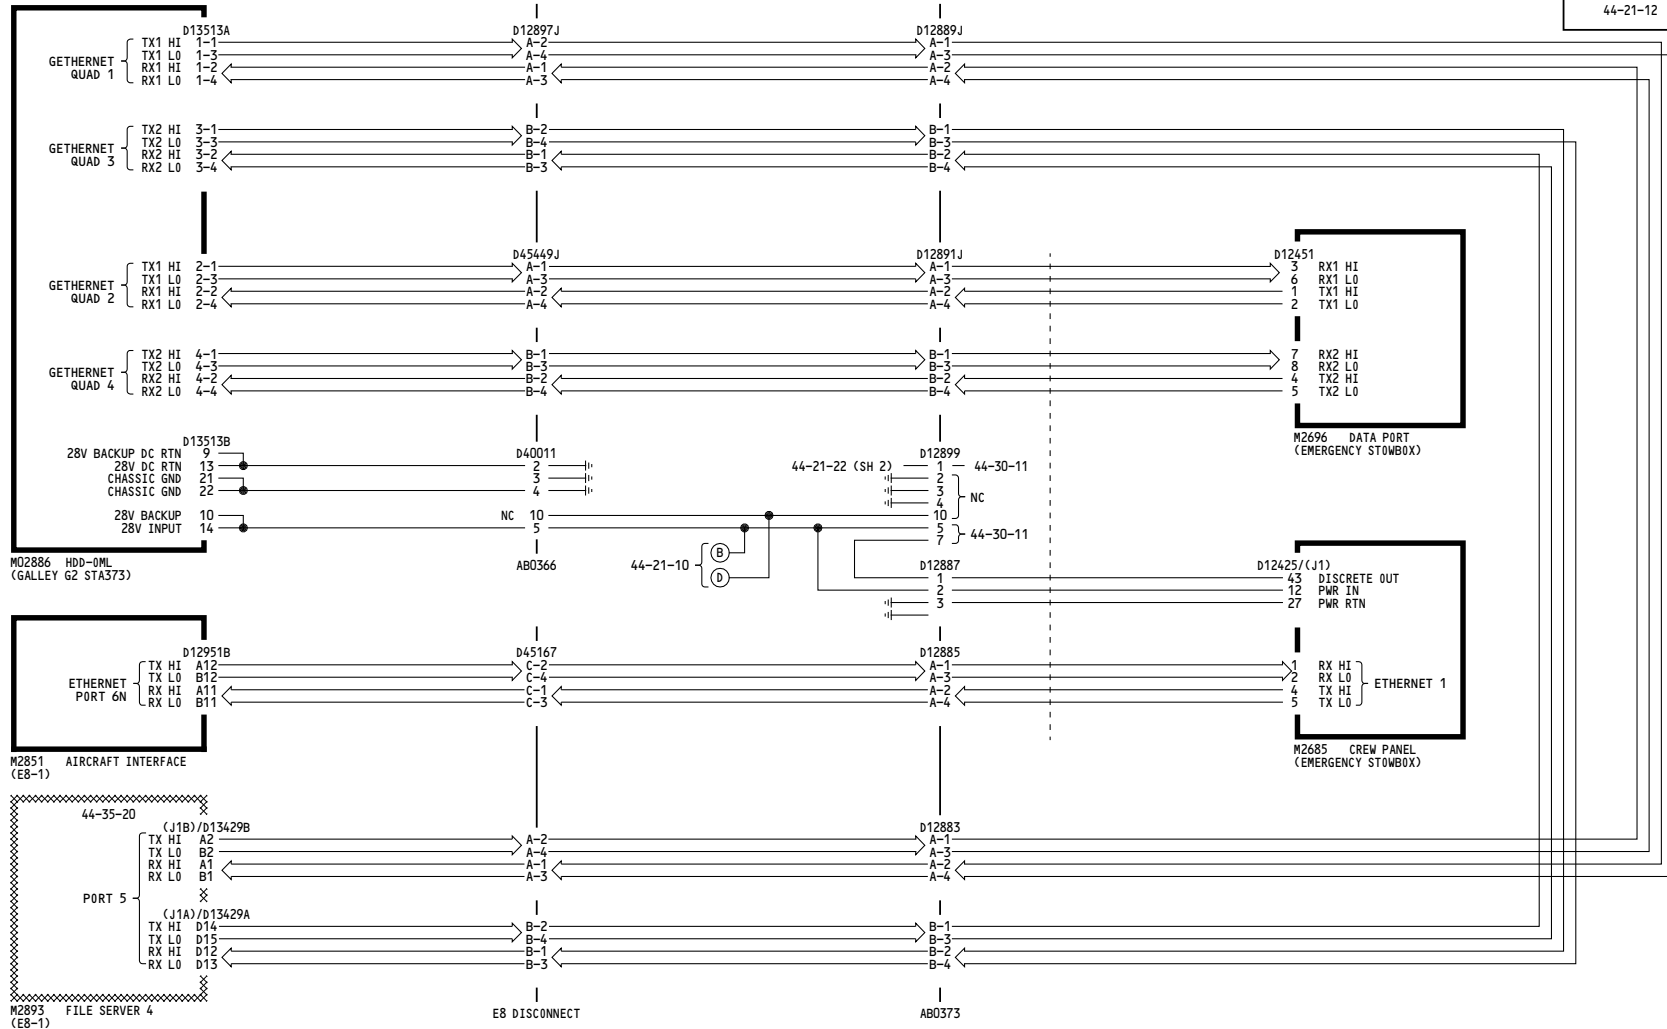 44-21-12
D13513A D12897J D12889J
TX1 HI 1-1 A-2 A-1
TX1 LO 1-3 A-4 A-3
GETHERNET QUAD 1
RX1 HI 1-2 A-1 A-2
RX1 LO 1-4 A-3 A-4
TX2 HI 3-1 B-2 B-1
TX2 LO 3-3 B-4 B-3
GETHERNET QUAD 3
RX2 HI 3-2 B-1 B-2
RX2 LO 3-4 B-3 B-4
D45449J D12891J D12451
TX1 HI 2-1 A-1 A-1 3 RX1 HI
TX1 LO 2-3 A-3 A-3 6 RX1 LO
GETHERNET QUAD 2
RX1 HI 2-2 A-2 A-2 1 TX1 HI
RX1 LO 2-4 A-4 A-4 2 TX1 LO
TX2 HI 4-1 B-1 B-1 7 RX2 HI
TX2 LO 4-3 B-3 B-3 8 RX2 LO
GETHERNET QUAD 4
RX2 HI 4-2 B-2 B-2 4 TX2 HI
RX2 LO 4-4 B-4 B-4 5 TX2 LO
M2696 DATA PORT
(EMERGENCY STOWBOX)
D13513B D40011 D12899
28V BACKUP DC RTN 9
28V DC RTN 13 2 44-21-22 (SH 2) 1 44-30-11
CHASSIC GND 21 3 2
CHASSIC GND 22 4 3 NC
4
28V BACKUP 10 NC 10 10
28V INPUT 14 5 5 44-30-11
7
M02886 HDD-OML
(GALLEY G2 STA373)
AB0366
44-21-10 B D
D12887 D12425/(J1)
1 43 DISCRETE OUT
2 12 PWR IN
3 27 PWR RTN
D12951B D45167 D12885
TX HI A12 C-2 A-1 1 RX HI
TX LO B12 C-4 A-3 2 RX LO
ETHERNET PORT 6N ETHERNET 1
RX HI A11 C-1 A-2 4 TX HI
RX LO B11 C-3 A-4 5 TX LO
M2851 AIRCRAFT INTERFACE
(E8-1)
M2685 CREW PANEL
(EMERGENCY STOWBOX)
44-35-20
(J1B)/D13429B D12883
TX HI A2 A-2 A-1
TX LO B2 A-4 A-3
RX HI A1 A-1 A-2
RX LO B1 A-3 A-4
PORT 5
(J1A)/D13429A
TX HI D14 B-2 B-1
TX LO D15 B-4 B-3
RX HI D12 B-1 B-2
RX LO D13 B-3 B-4
M2893 FILE SERVER 4
(E8-1)
E8 DISCONNECT
AB0373